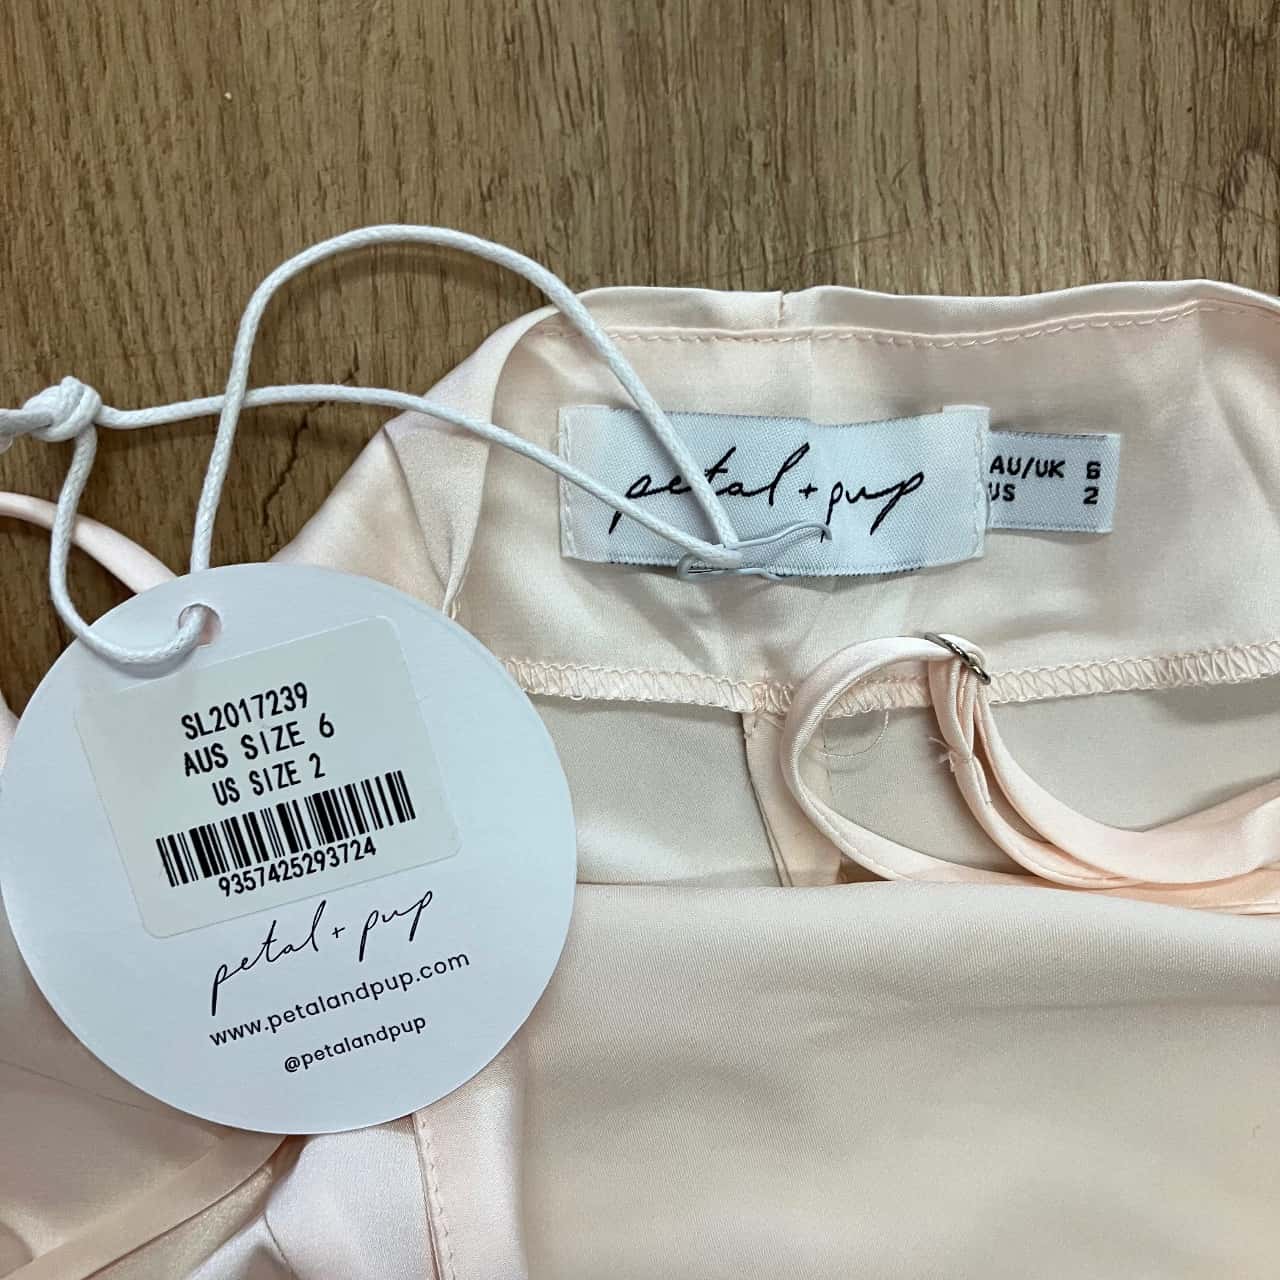 petal + pup
AU/UK 6
US 2
SL2017239
AUS SIZE 6
US SIZE 2
9357425293724
petal + pup
www.petalandpup.com
@petalandpup